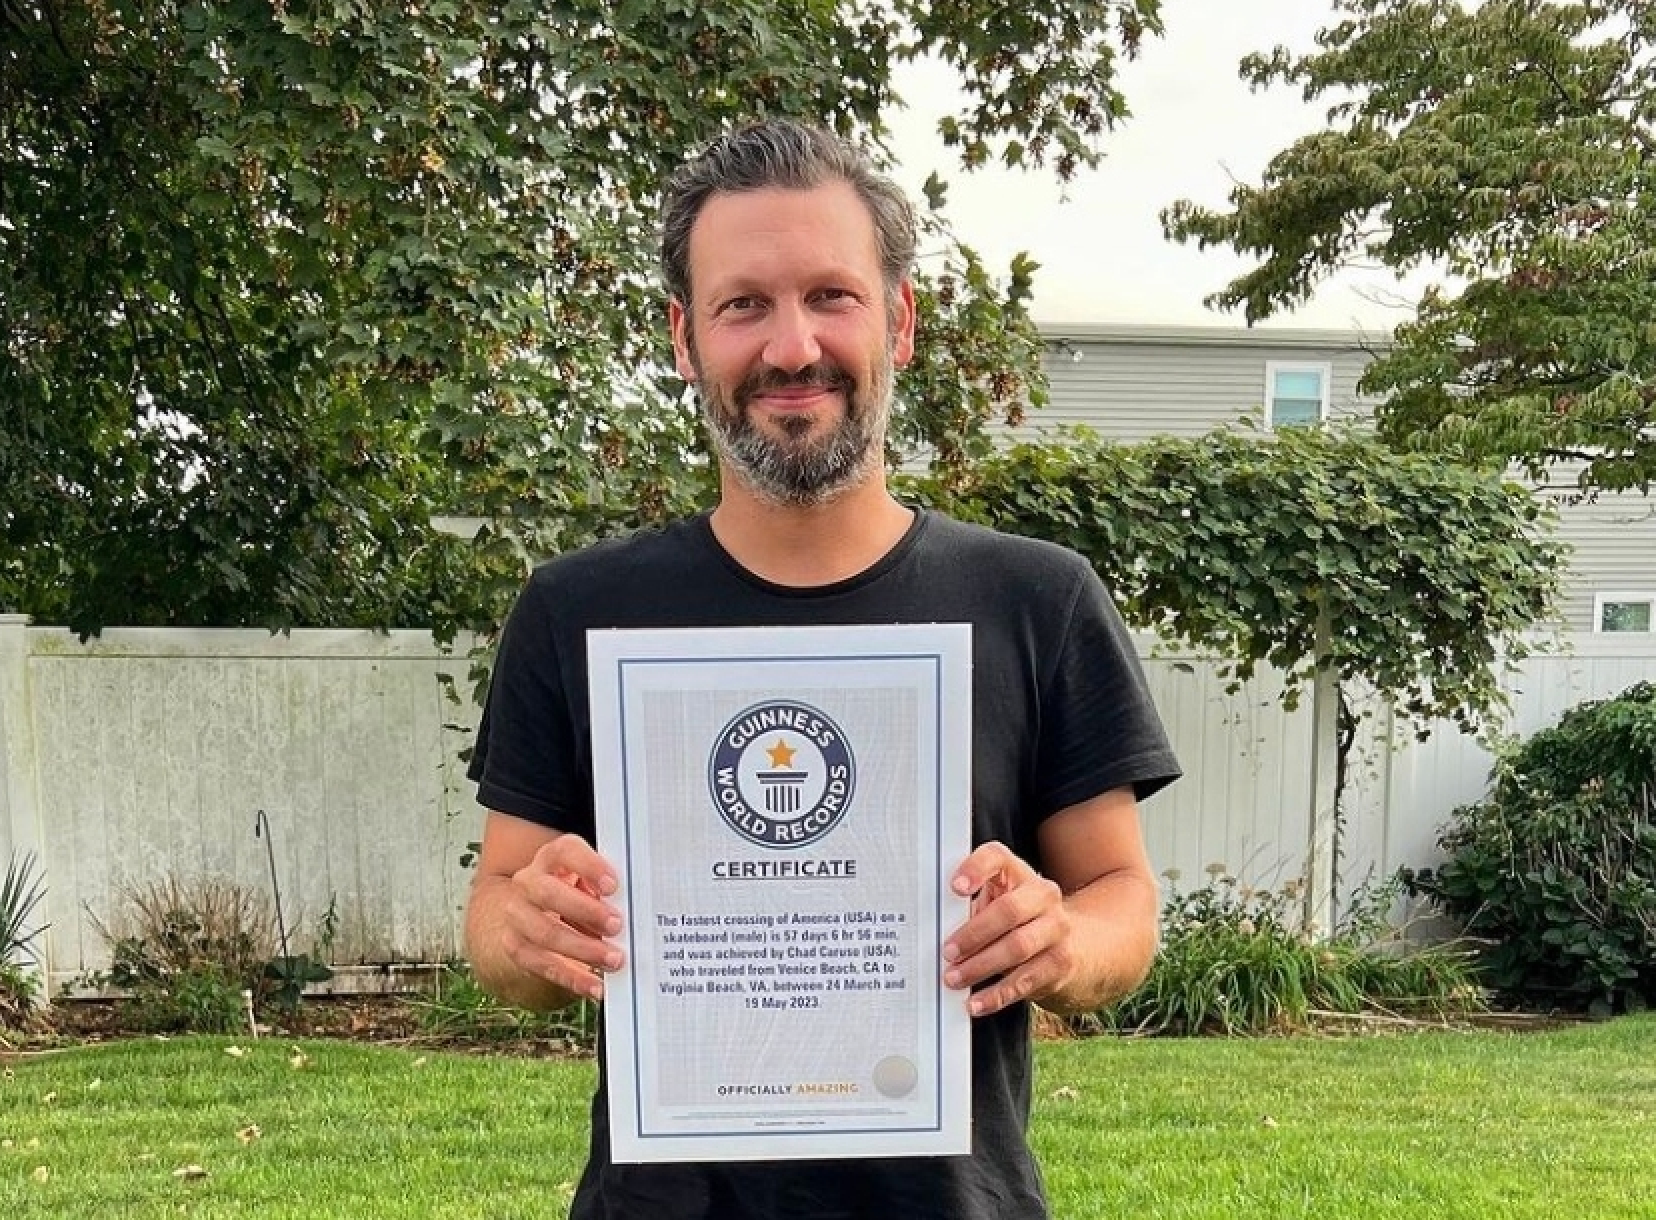 GUINNESS
WORLD RECORDS
CERTIFICATE
The fastest crossing of America (USA) on a
skateboard (male) is 57 days 6 hr 56 min,
and was achieved by Chad Caruso (USA),
who traveled from Venice Beach, CA to
Virginia Beach, VA, between 24 March and
19 May 2023.
OFFICIALLY AMAZING